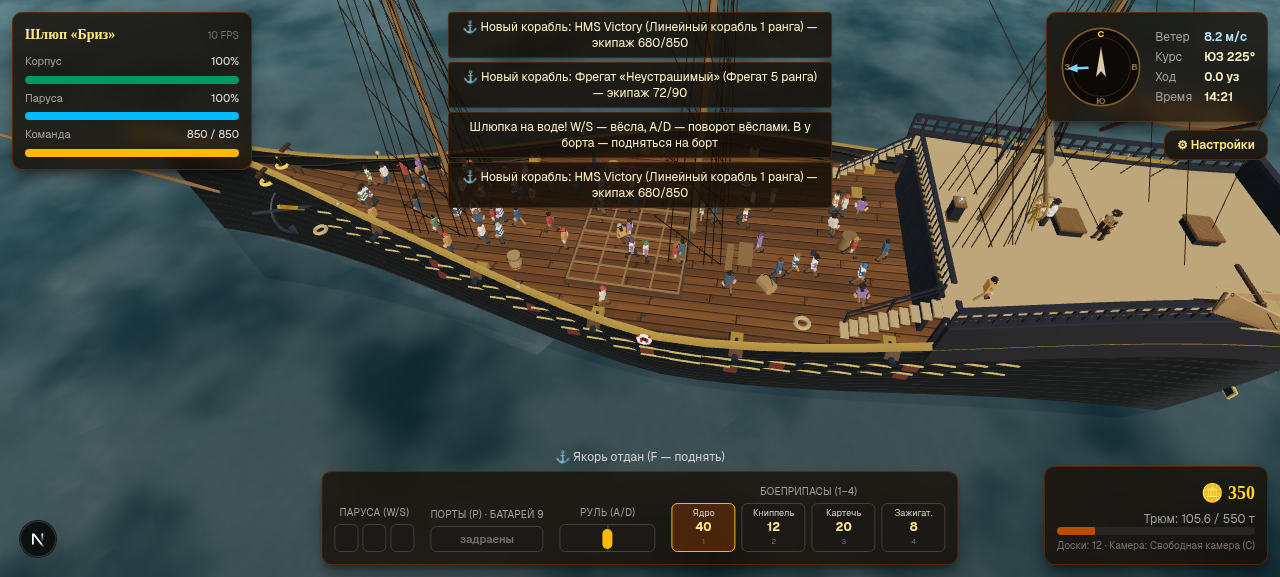 Шлюп «Бриз»
10 FPS
Корпус
100%
Паруса
100%
Команда
850 / 850
⚓ Новый корабль: HMS Victory (Линейный корабль 1 ранга) —
экипаж 680/850
⚓ Новый корабль: Фрегат «Неустрашимый» (Фрегат 5 ранга)
— экипаж 72/90
Шлюпка на воде! W/S — вёсла, A/D — поворот вёслами. В у
борта — подняться на борт
⚓ Новый корабль: HMS Victory (Линейный корабль 1 ранга) —
экипаж 680/850
С
З
В
Ю
Ветер 8.2 м/с
Курс ЮЗ 225°
Ход 0.0 уз
Время 14:21
⚙ Настройки
⚓ Якорь отдан (F — поднять)
ПАРУСА (W/S)
ПОРТЫ (P) · БАТАРЕЙ 9
задраены
РУЛЬ (A/D)
БОЕПРИПАСЫ (1–4)
Ядро
40
1
Книппель
12
2
Картечь
20
3
Зажигат.
8
4
350
Трюм: 105.6 / 550 т
Доски: 12 · Камера: Свободная камера (C)
N